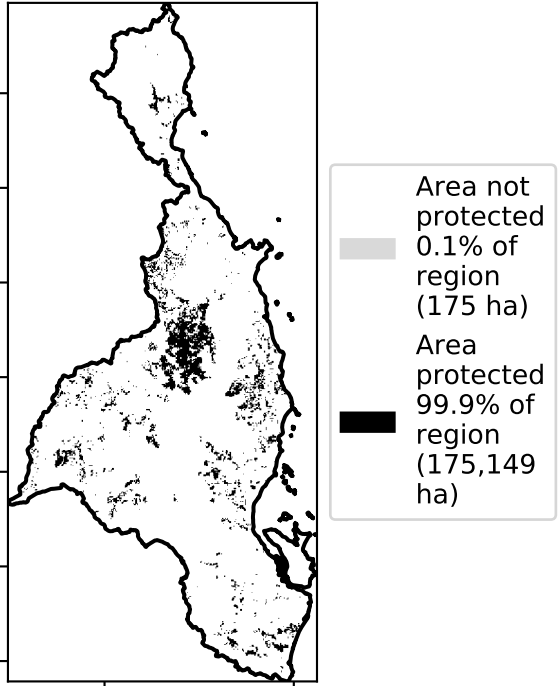 Area not
protected
0.1% of
region
(175 ha)
Area
protected
99.9% of
region
(175,149
ha)